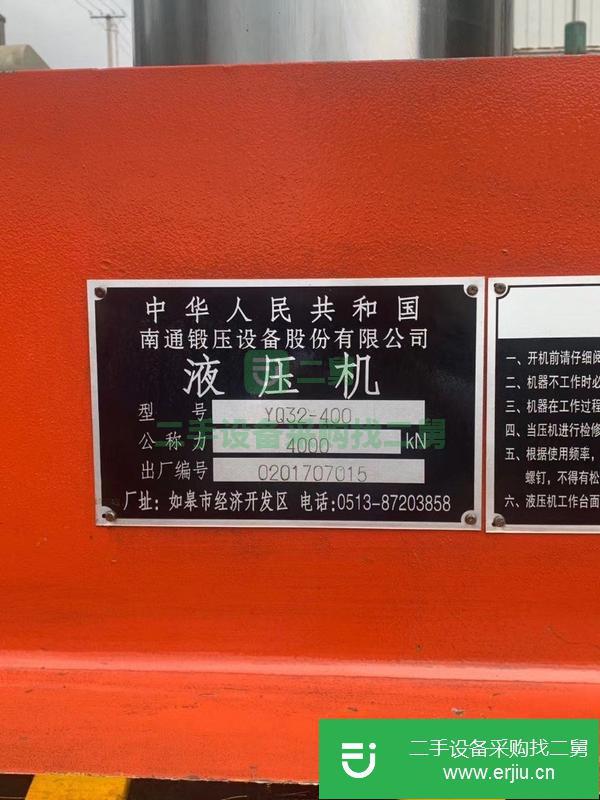 中华人民共和国
南通锻压设备股份有限公司
液压机
型 号 YQ32-400
公称力 4000 kN
出厂编号 0201707015
厂址: 如皋市经济开发区 电话:0513-87203858
二舅
二手设备采购找二舅
一、开机前请仔细阅
二、机器不工作时必
三、机器在工作过程
四、当压机进行检修
五、根据使用频率,
螺钉,不得有松
六、液压机工作台面
二手设备采购找二舅
www.erjiu.cn